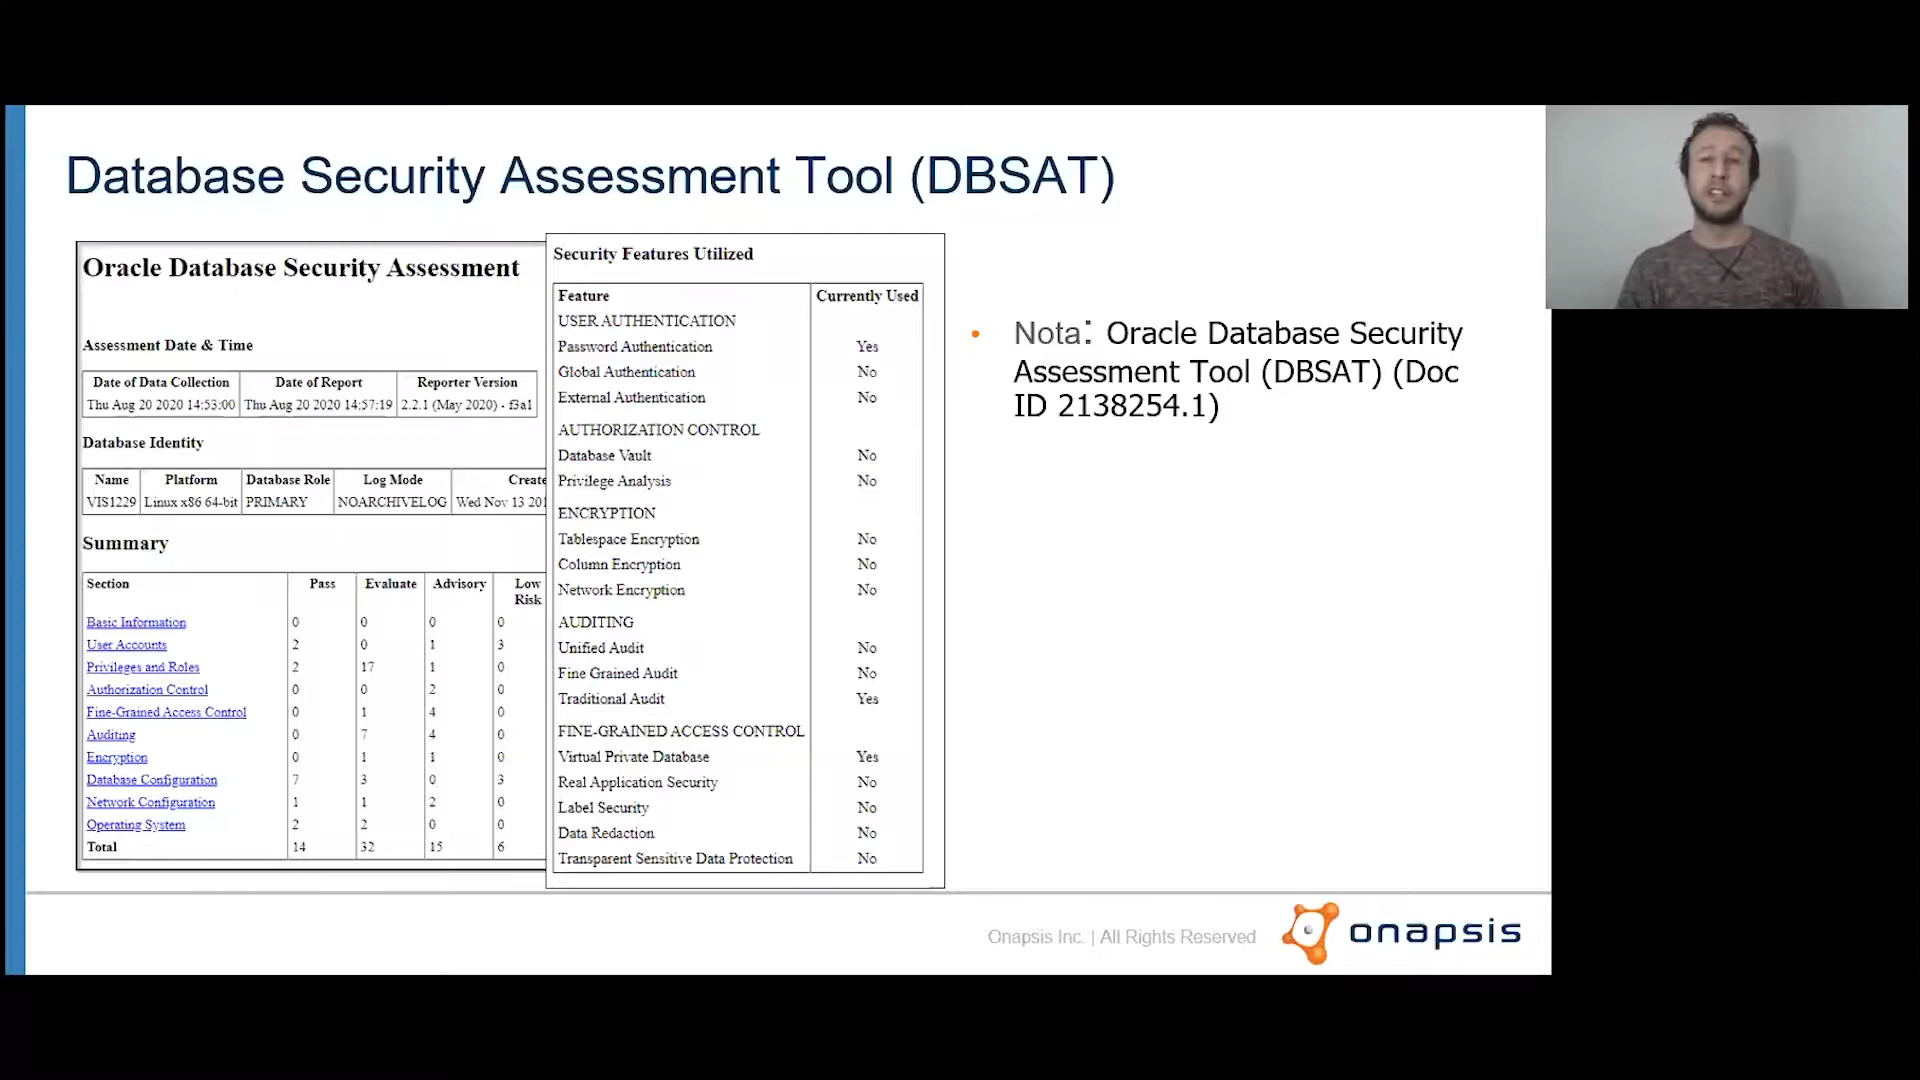 Database Security Assessment Tool (DBSAT)
Oracle Database Security Assessment
Assessment Date & Time
Date of Data Collection Date of Report Reporter Version
Thu Aug 20 2020 14:53:00 Thu Aug 20 2020 14:57:19 2.2.1 (May 2020) - f3a1
Database Identity
Name Platform Database Role Log Mode Create
VIS1229 Linux x86 64-bit PRIMARY NOARCHIVELOG Wed Nov 13 201
Summary
Section Pass Evaluate Advisory Low Risk
Basic Information 0 0 0 0
User Accounts 2 0 1 3
Privileges and Roles 2 17 1 0
Authorization Control 0 0 2 0
Fine-Grained Access Control 0 1 4 0
Auditing 0 7 4 0
Encryption 0 1 1 0
Database Configuration 7 3 0 3
Network Configuration 1 1 2 0
Operating System 2 2 0 0
Total 14 32 15 6
Security Features Utilized
Feature Currently Used
USER AUTHENTICATION
Password Authentication Yes
Global Authentication No
External Authentication No
AUTHORIZATION CONTROL
Database Vault No
Privilege Analysis No
ENCRYPTION
Tablespace Encryption No
Column Encryption No
Network Encryption No
AUDITING
Unified Audit No
Fine Grained Audit No
Traditional Audit Yes
FINE-GRAINED ACCESS CONTROL
Virtual Private Database Yes
Real Application Security No
Label Security No
Data Redaction No
Transparent Sensitive Data Protection No
• Nota: Oracle Database Security
Assessment Tool (DBSAT) (Doc
ID 2138254.1)
Onapsis Inc. | All Rights Reserved
onapsis